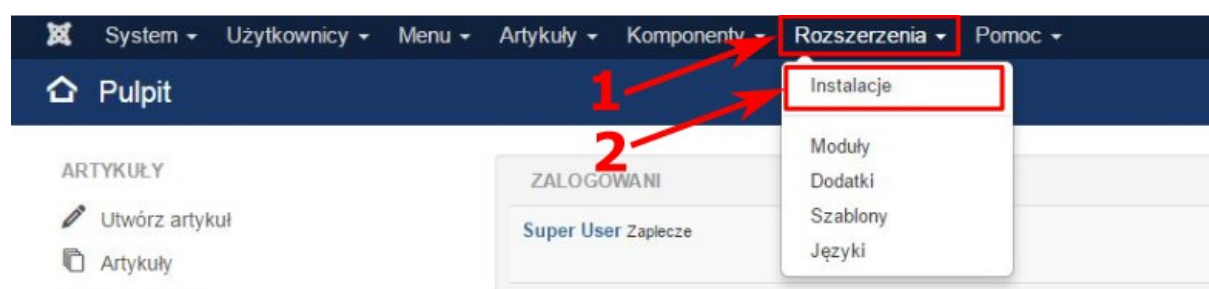 System Użytkownicy Menu Artykuły Komponenty Rozszerzenia Pomoc
Pulpit
1
2
Instalacje
Moduły
Dodatki
Szablony
Języki
ARTYKUŁY
Utwórz artykuł
Artykuły
ZALOGOWANI
Super User Zaplecze